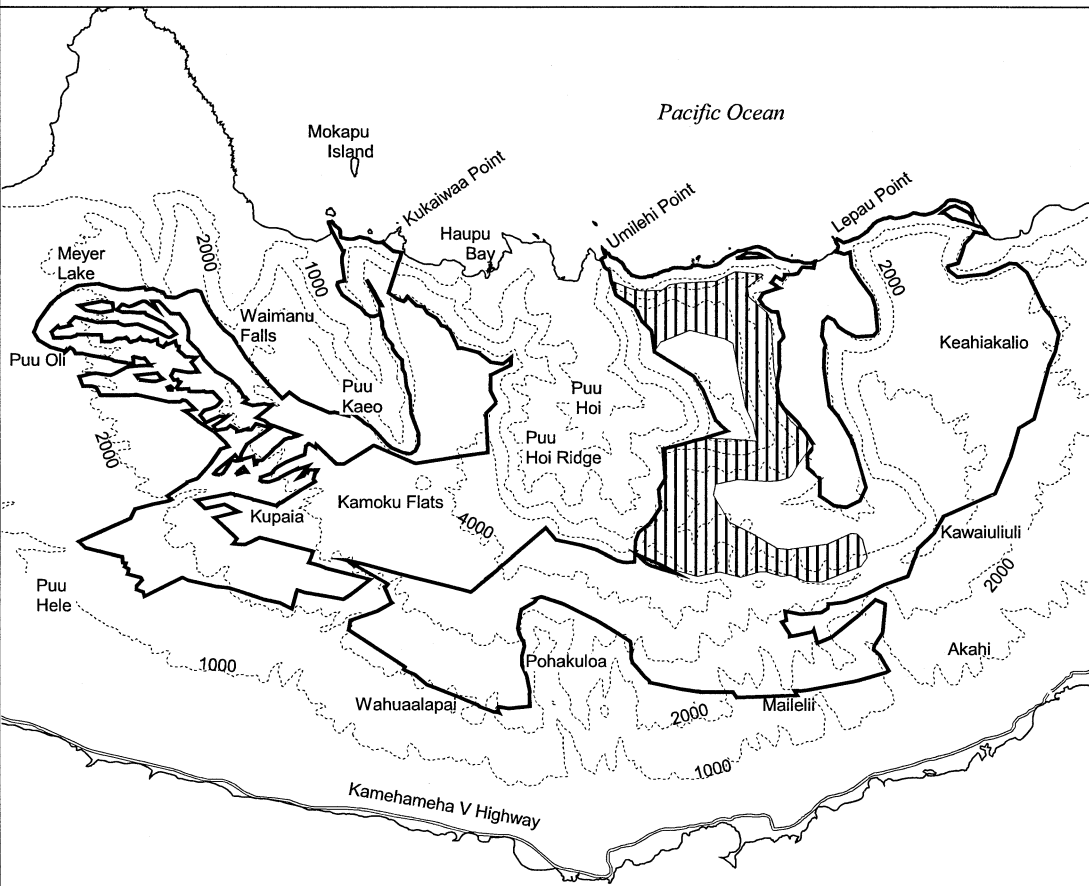 Pacific Ocean
Mokapu
Island
Kukaiwaa Point
Haupu
Bay
Umilehi Point
Lepau Point
Meyer
Lake
2000
1000
2000
Waimanu
Falls
Puu Oli
Keahiakalio
Puu
Kaeo
Puu
Hoi
2000
Puu
Hoi Ridge
Kamoku Flats
Kupaia
4000
Kawaiuliuli
Puu
Hele
2000
1000
Pohakuloa
Akahi
Wahuaalapai
2000
Mailelii
1000
Kamehameha V Highway